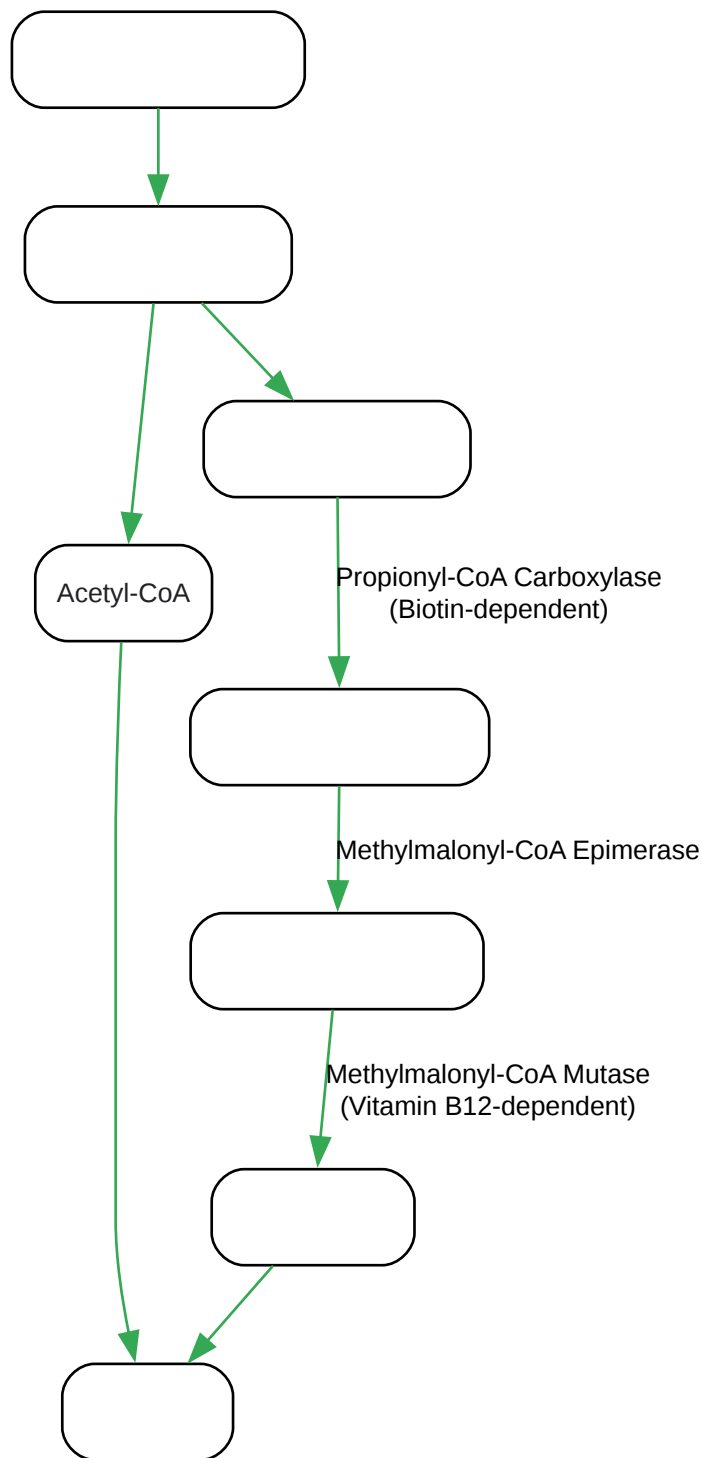 Propionyl-CoA Carboxylase
(Biotin-dependent)
Acetyl-CoA
Methylmalonyl-CoA Epimerase
Methylmalonyl-CoA Mutase
(Vitamin B12-dependent)